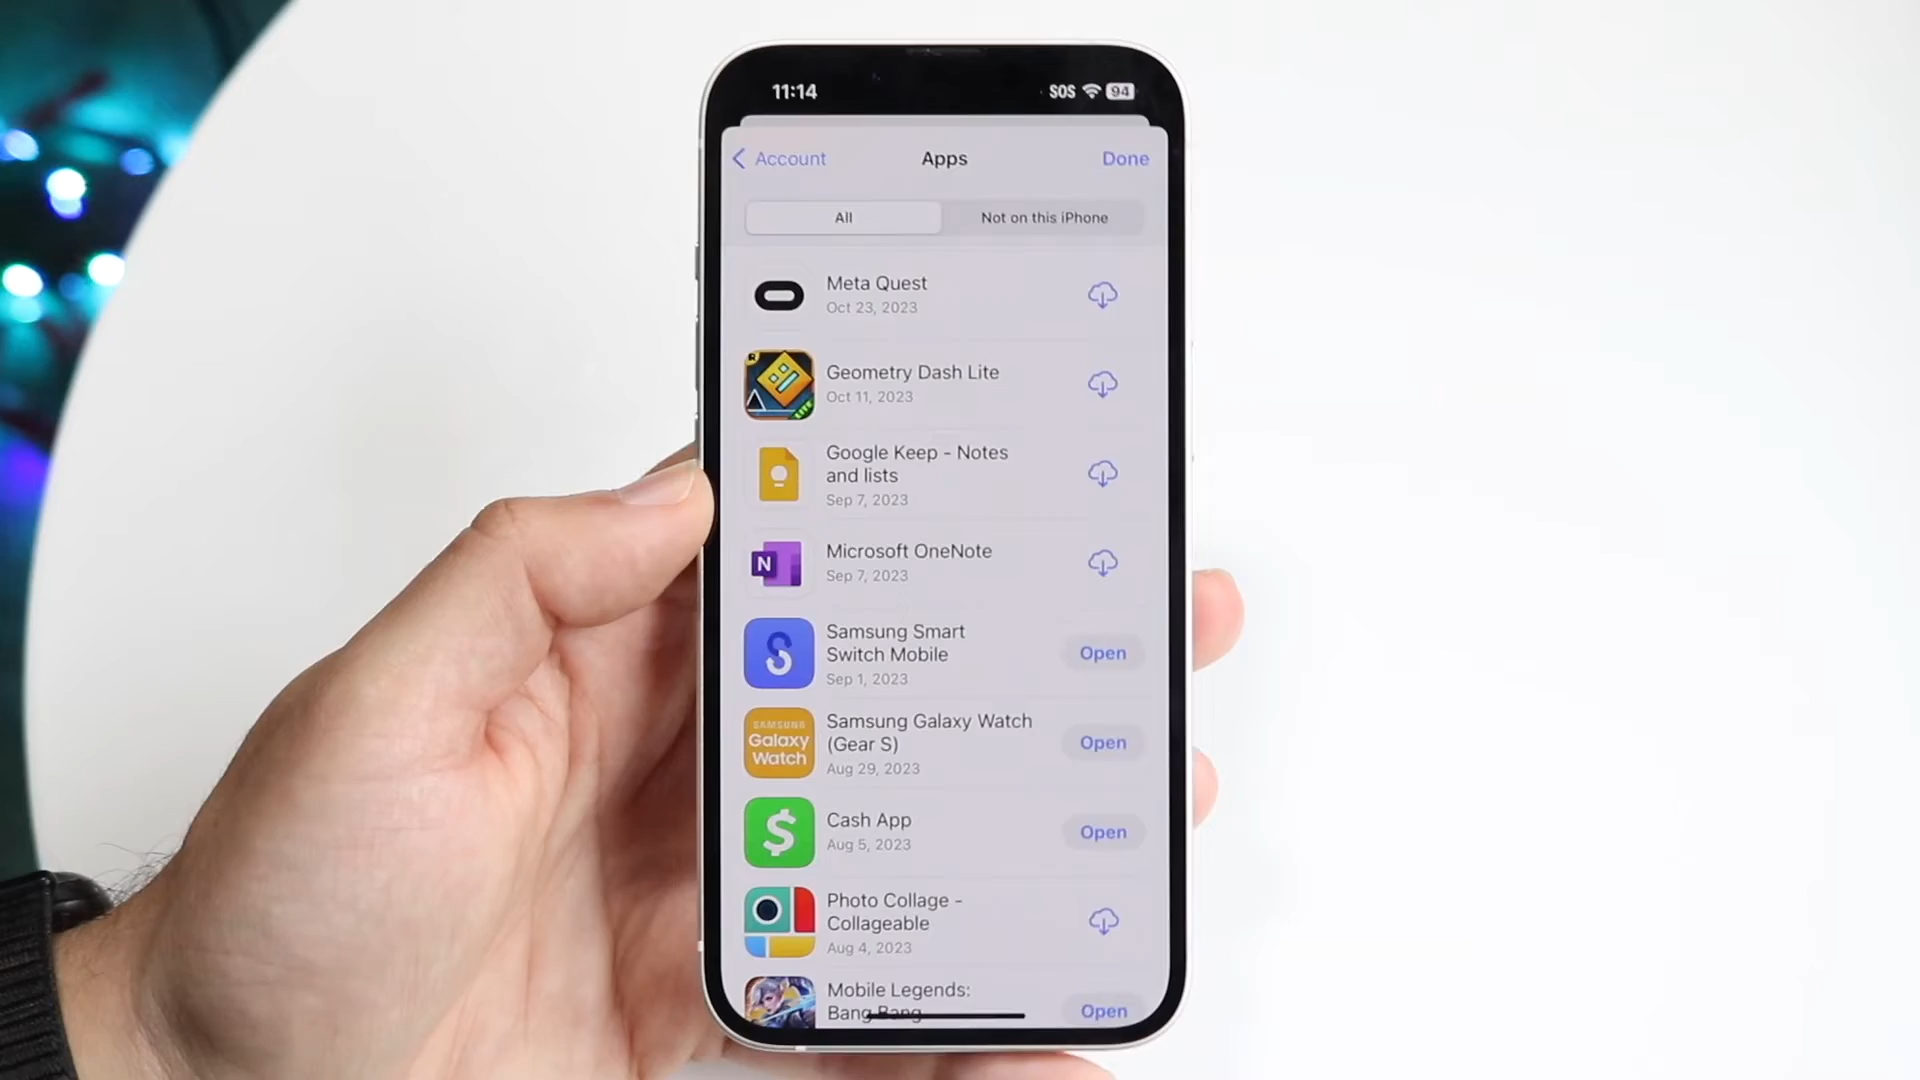 11:14
SOS 94
Account
Apps
Done
All
Not on this iPhone
Meta Quest
Oct 23, 2023
R
LITE
Geometry Dash Lite
Oct 11, 2023
Google Keep - Notes
and lists
Sep 7, 2023
N
Microsoft OneNote
Sep 7, 2023
S
Samsung Smart
Switch Mobile
Sep 1, 2023
Open
SAMSUNG
Galaxy
Watch
Samsung Galaxy Watch
(Gear S)
Aug 29, 2023
Open
$
Cash App
Aug 5, 2023
Open
Photo Collage -
Collageable
Aug 4, 2023
Mobile Legends:
Bang Bang
Open